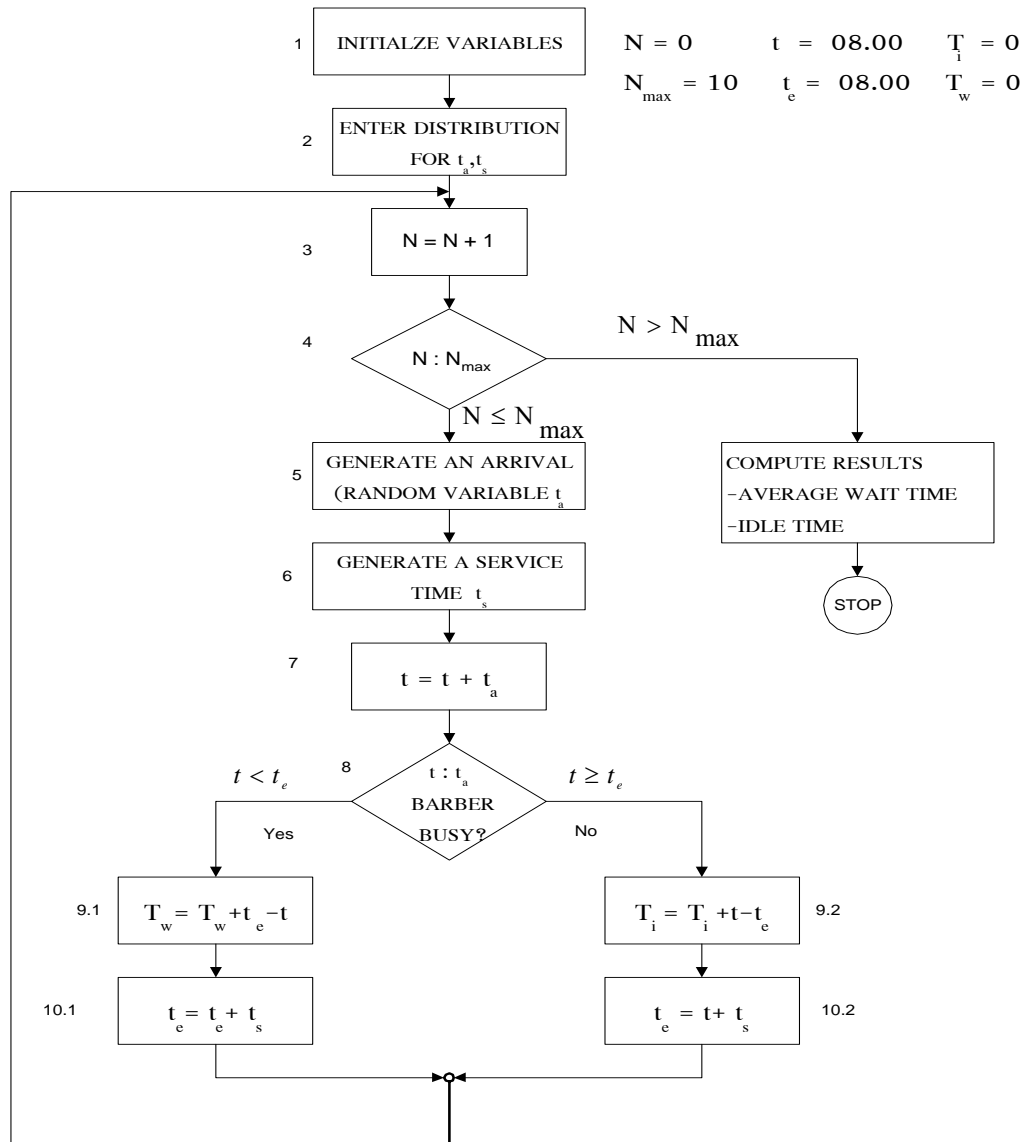 1
INITIALZE VARIABLES
N = 0 t = 08.00 T_i = 0
N_max = 10 t_e = 08.00 T_w = 0
2
ENTER DISTRIBUTION
FOR t_a,t_s
3
N = N + 1
4
N : N_max
N > N_max
N ≤ N_max
5
GENERATE AN ARRIVAL
(RANDOM VARIABLE t_a
COMPUTE RESULTS
-AVERAGE WAIT TIME
-IDLE TIME
6
GENERATE A SERVICE
TIME t_s
STOP
7
t = t + t_a
8
t : t_a
BARBER
BUSY?
t < t_e
Yes
t ≥ t_e
No
9.1
T_w = T_w +t_e -t
T_i = T_i +t-t_e
9.2
10.1
t_e = t_e + t_s
t_e = t+ t_s
10.2